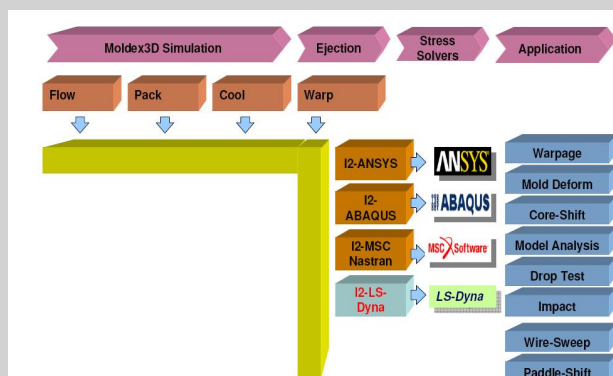 Moldex3D Simulation
Ejection
Stress
Solvers
Application
Flow
Pack
Cool
Warp
I2-ANSYS
ANSYS
I2-
ABAQUS
ABAQUS
I2-MSC
Nastran
MSC Software
I2-LS-
Dyna
LS-Dyna
Warpage
Mold Deform
Core-Shift
Model Analysis
Drop Test
Impact
Wire-Sweep
Paddle-Shift